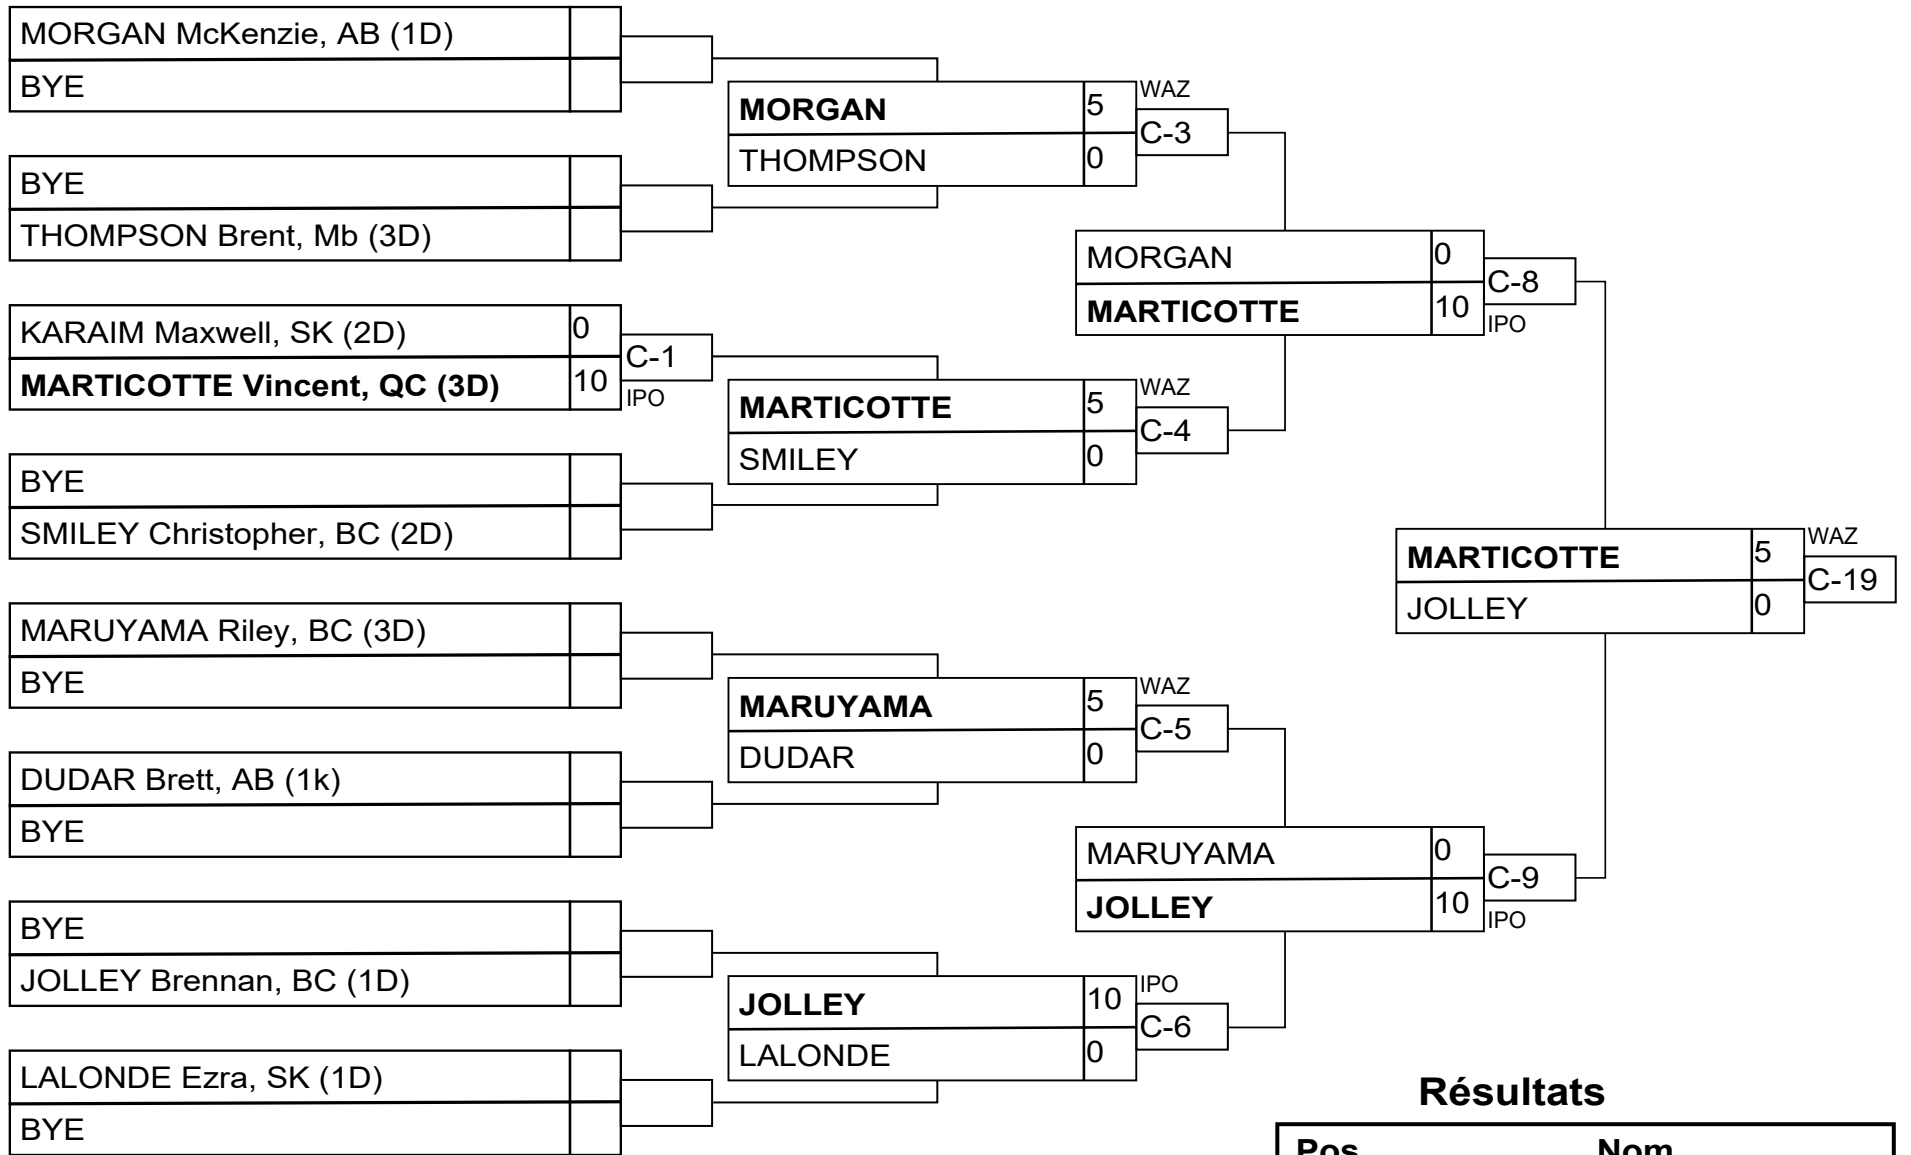 MORGAN McKenzie, AB (1D)
BYE
BYE
THOMPSON Brent, Mb (3D)
KARAIM Maxwell, SK (2D) 0
MARTICOTTE Vincent, QC (3D) 10
C-1
IPO
BYE
SMILEY Christopher, BC (2D)
MARUYAMA Riley, BC (3D)
BYE
DUDAR Brett, AB (1k)
BYE
BYE
JOLLEY Brennan, BC (1D)
LALONDE Ezra, SK (1D)
BYE
MORGAN 5
THOMPSON 0
WAZ
C-3
MARTICOTTE 5
SMILEY 0
WAZ
C-4
MARUYAMA 5
DUDAR 0
WAZ
C-5
JOLLEY 10
LALONDE 0
IPO
C-6
MORGAN 0
MARTICOTTE 10
C-8
IPO
MARUYAMA 0
JOLLEY 10
C-9
IPO
MARTICOTTE 5
JOLLEY 0
WAZ
C-19
Résultats
Pos Nom